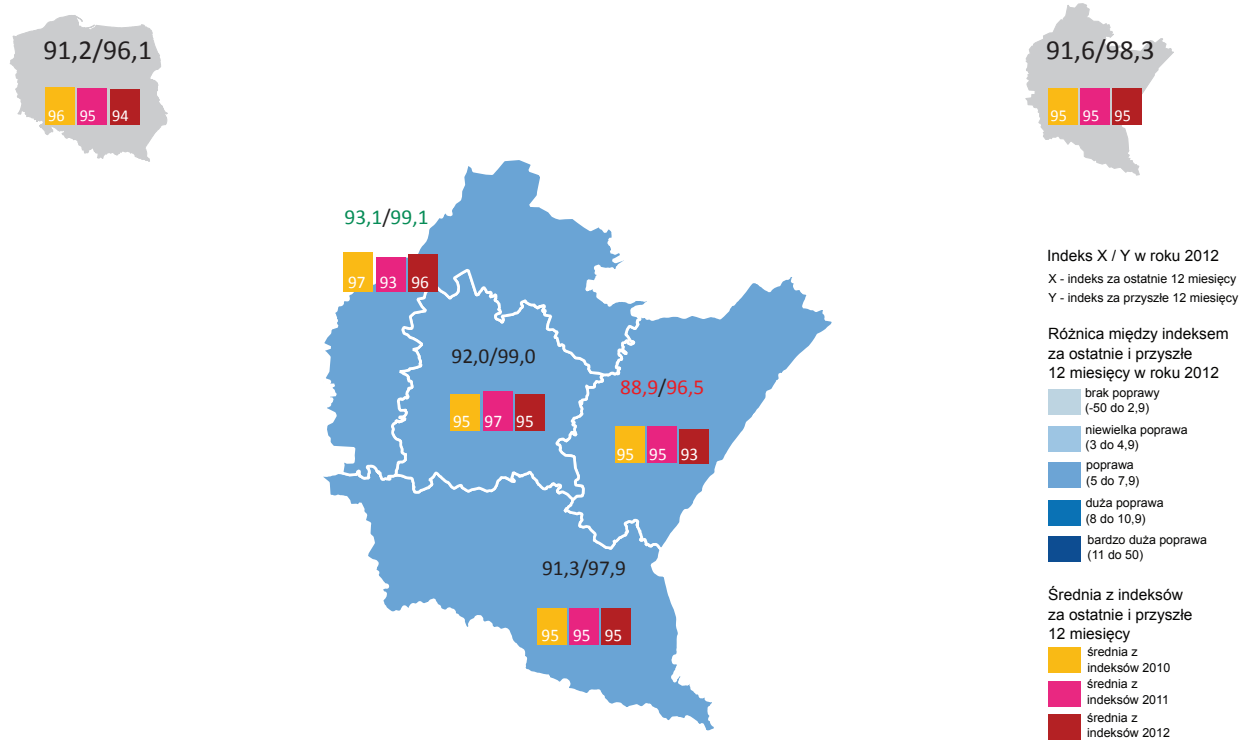 91,2/96,1
96 95 94
91,6/98,3
95 95 95
93,1/99,1
97 93 96
92,0/99,0
95 97 95
88,9/96,5
95 95 93
91,3/97,9
95 95 95
Indeks X / Y w roku 2012
X - indeks za ostatnie 12 miesięcy
Y - indeks za przyszłe 12 miesięcy
Różnica między indeksem
za ostatnie i przyszłe
12 miesięcy w roku 2012
brak poprawy
(-50 do 2,9)
niewielka poprawa
(3 do 4,9)
poprawa
(5 do 7,9)
duża poprawa
(8 do 10,9)
bardzo duża poprawa
(11 do 50)
Średnia z indeksów
za ostatnie i przyszłe
12 miesięcy
średnia z
indeksów 2010
średnia z
indeksów 2011
średnia z
indeksów 2012